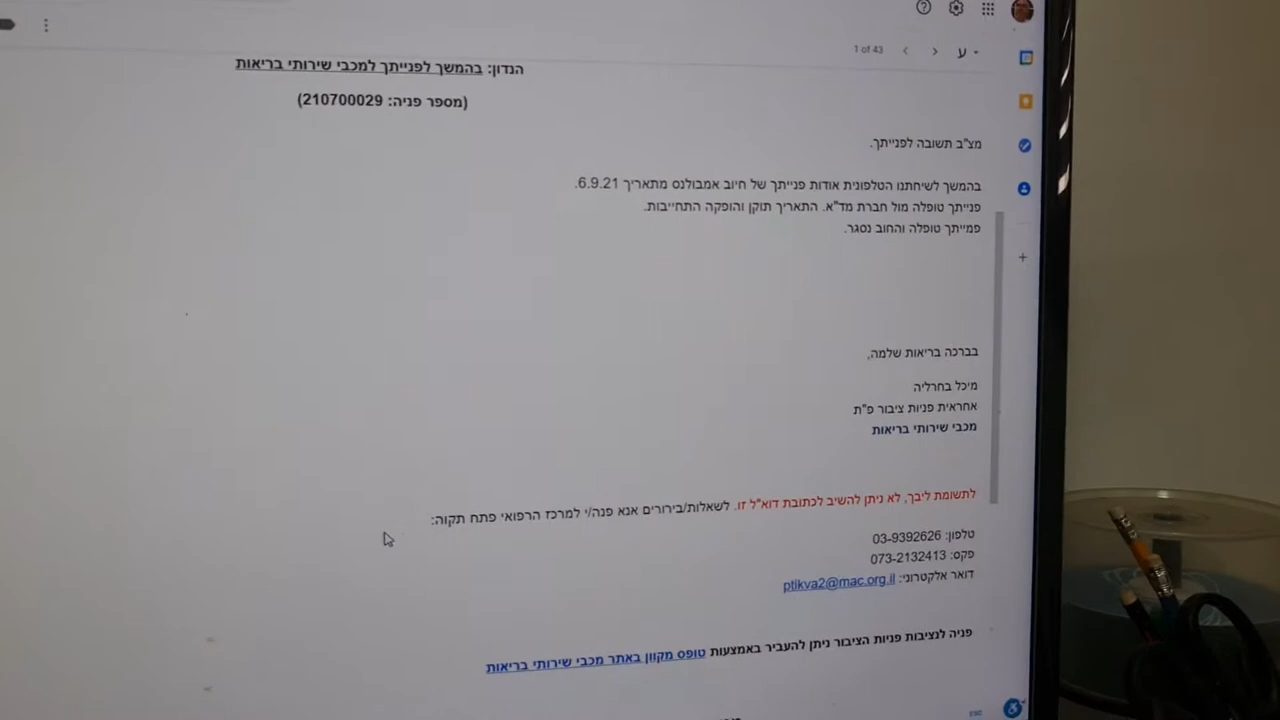 1 of 43
ע
הנדון: בהמשך לפנייתך למכבי שירותי בריאות
(מספר פניה: 210700029)
מצ"ב תשובה לפנייתך.
בהמשך לשיחתנו הטלפונית אודות פנייתך של חיוב אמבולנס מתאריך 6.9.21.
פנייתך טופלה מול חברת מד"א. התאריך תוקן והופקה התחייבות.
פמייתך טופלה והחוב נסגר.
בברכה בריאות שלמה,
מיכל בחרליה
אחראית פניות ציבור פ"ת
מכבי שירותי בריאות
לתשומת ליבך, לא ניתן להשיב לכתובת דוא"ל זו. לשאלות/בירורים אנא פנה/י למרכז הרפואי פתח תקוה:
טלפון: 03-9392626
פקס: 073-2132413
דואר אלקטרוני: ptikva2@mac.org.il
פניה לנציבות פניות הציבור ניתן להעביר באמצעות טופס מקוון באתר מכבי שירותי בריאות